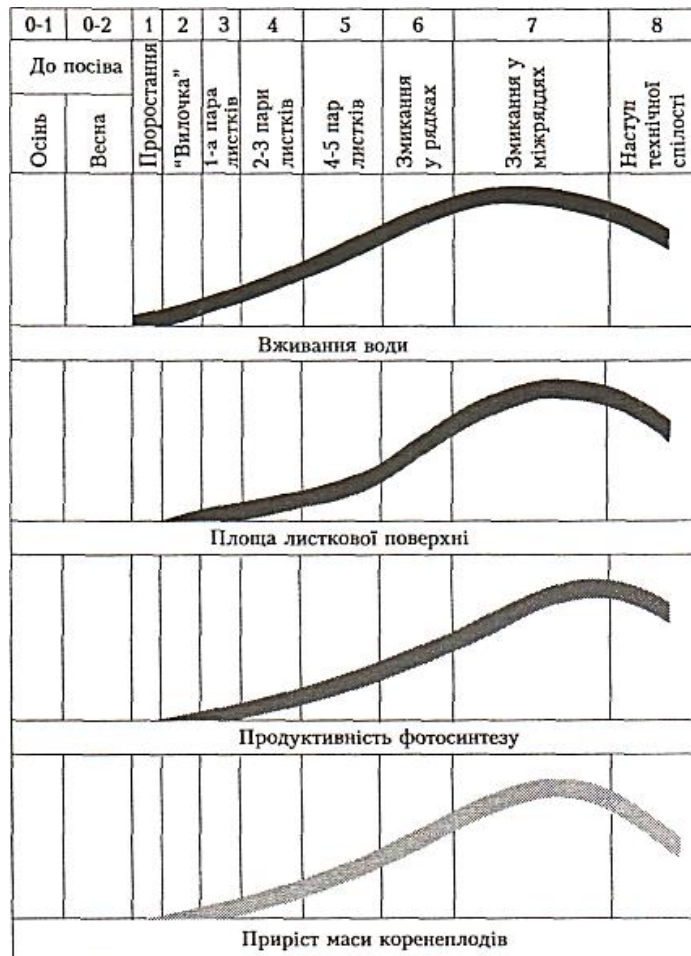 0-1 0-2 1 2 3 4 5 6 7 8
До посіва
Осінь
Весна
Проростання
“Вилочка”
1-а пара
листків
2-3 пари
листків
4-5 пар
листків
Змикання
у рядках
Змикання у
міжряддях
Наступ
технічної
спілості
Вживання води
Площа листкової поверхні
Продуктивність фотосинтезу
Приріст маси коренеплодів